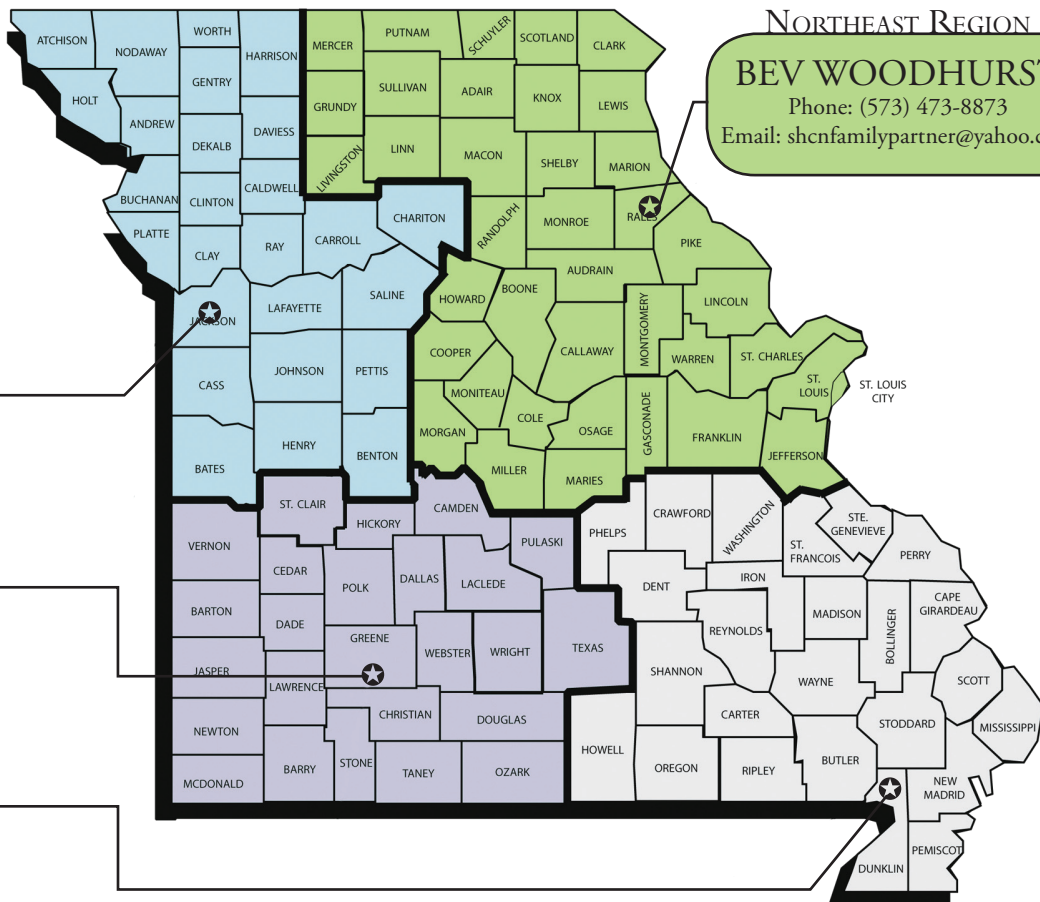 NORTHEAST REGION
BEV WOODHURST
Phone: (573) 473-8873
Email: shcnfamilypartner@yahoo.c
ATCHISON
NODAWAY
WORTH
HARRISON
MERCER
PUTNAM
SCHUYLER
SCOTLAND
CLARK
HOLT
GENTRY
GRUNDY
SULLIVAN
ADAIR
KNOX
LEWIS
ANDREW
DEKALB
DAVIESS
LIVINGSTON
LINN
MACON
SHELBY
MARION
BUCHANAN
CLINTON
CALDWELL
CHARITON
RANDOLPH
MONROE
RALLS
PLATTE
CLAY
RAY
CARROLL
AUDRAIN
PIKE
JACKSON
LAFAYETTE
SALINE
HOWARD
BOONE
CALLAWAY
MONTGOMERY
LINCOLN
CASS
JOHNSON
PETTIS
COOPER
MONITEAU
WARREN
ST. CHARLES
ST.
LOUIS
ST. LOUIS
CITY
BATES
HENRY
BENTON
MORGAN
COLE
OSAGE
GASCONADE
FRANKLIN
JEFFERSON
MILLER
MARIES
VERNON
ST. CLAIR
HICKORY
CAMDEN
PULASKI
PHELPS
CRAWFORD
WASHINGTON
ST.
FRANCOIS
STE.
GENEVIEVE
PERRY
CEDAR
POLK
DALLAS
LACLEDE
DENT
IRON
MADISON
BOLLINGER
CAPE
GIRARDEAU
BARTON
DADE
GREENE
WEBSTER
WRIGHT
TEXAS
SHANNON
REYNOLDS
WAYNE
SCOTT
JASPER
LAWRENCE
CHRISTIAN
DOUGLAS
CARTER
STODDARD
MISSISSIPPI
NEWTON
BARRY
STONE
TANEY
OZARK
HOWELL
OREGON
RIPLEY
BUTLER
NEW
MADRID
MCDONALD
DUNKLIN
PEMISCOT